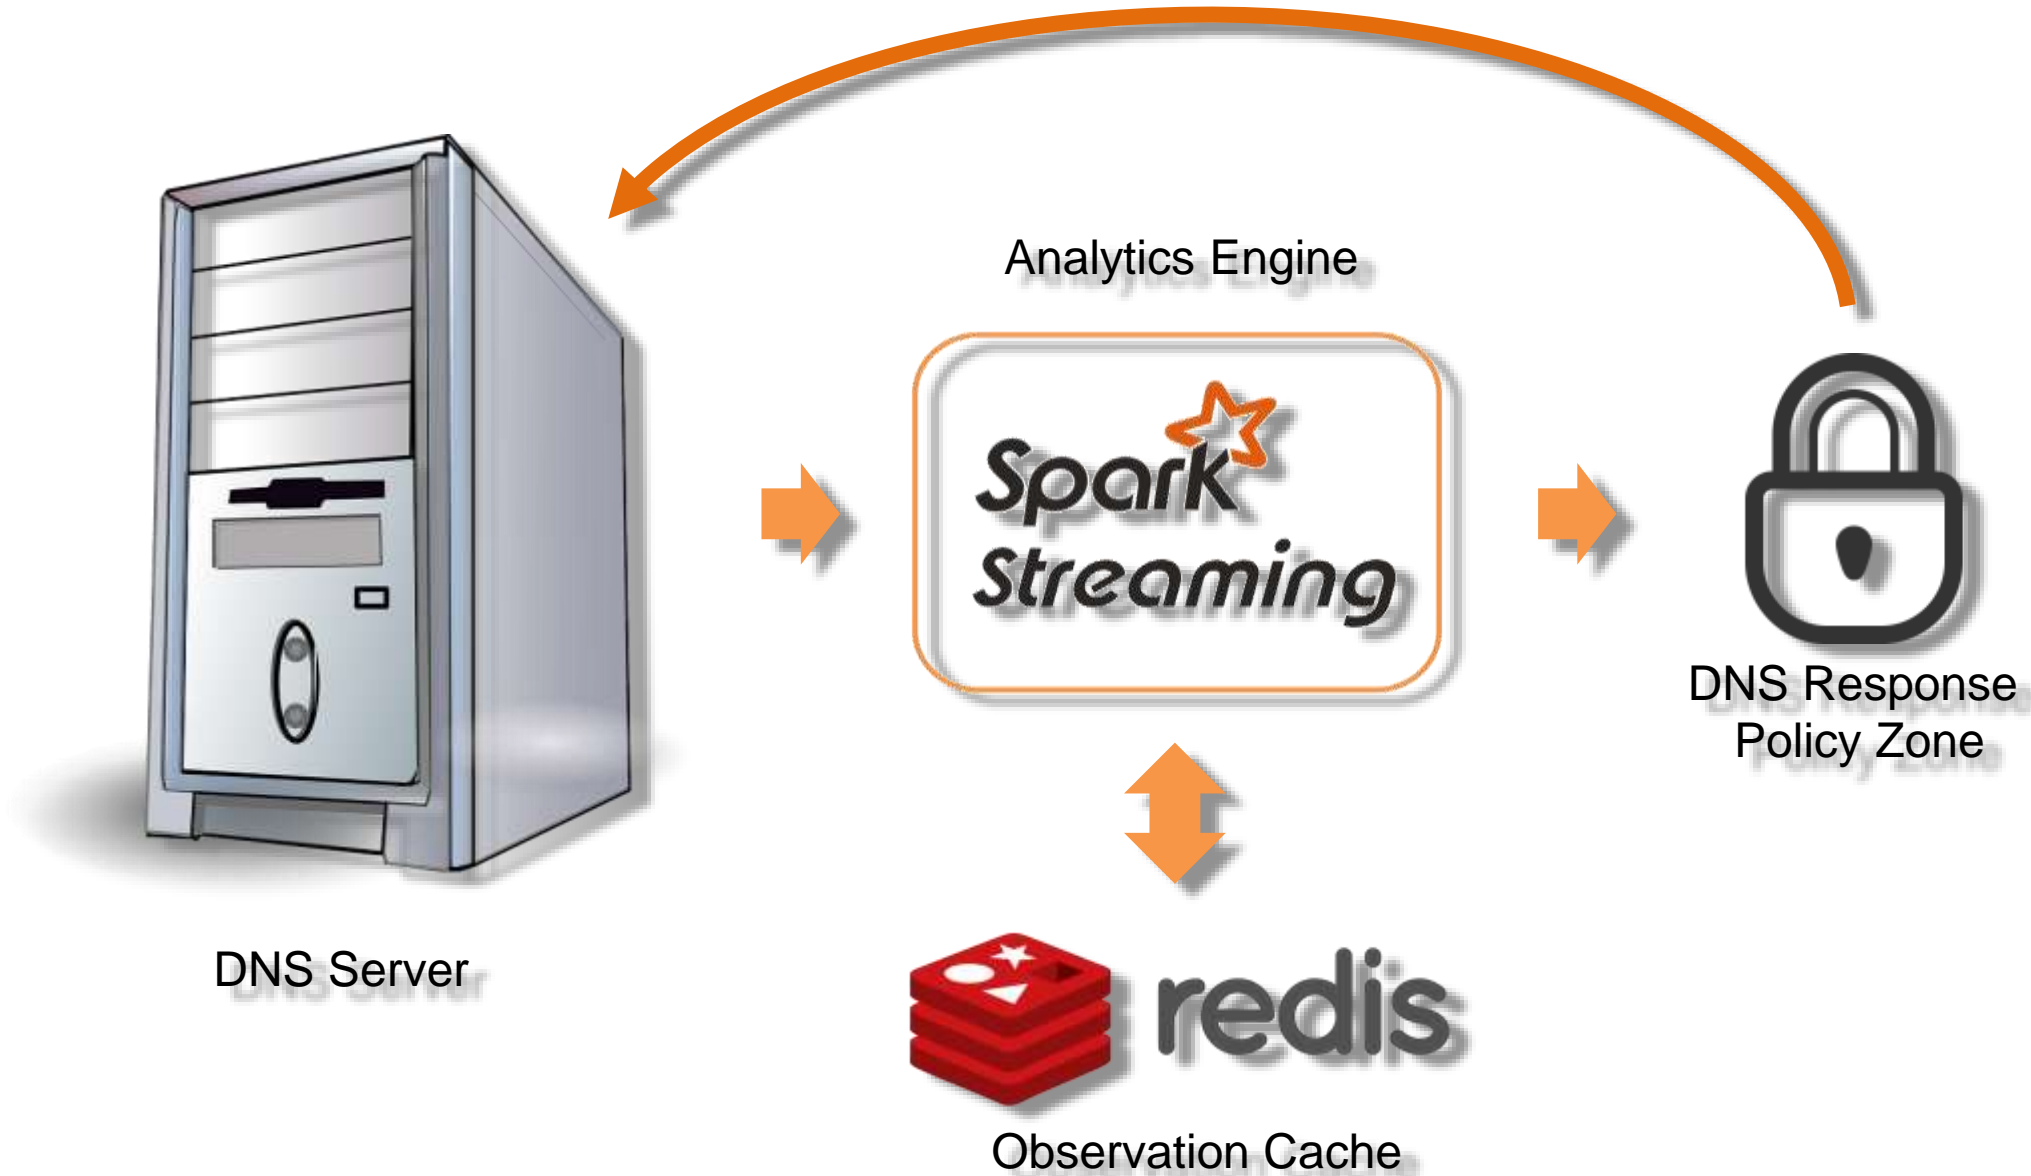 Analytics Engine
Spark
Streaming
DNS Response
Policy Zone
DNS Server
redis
Observation Cache